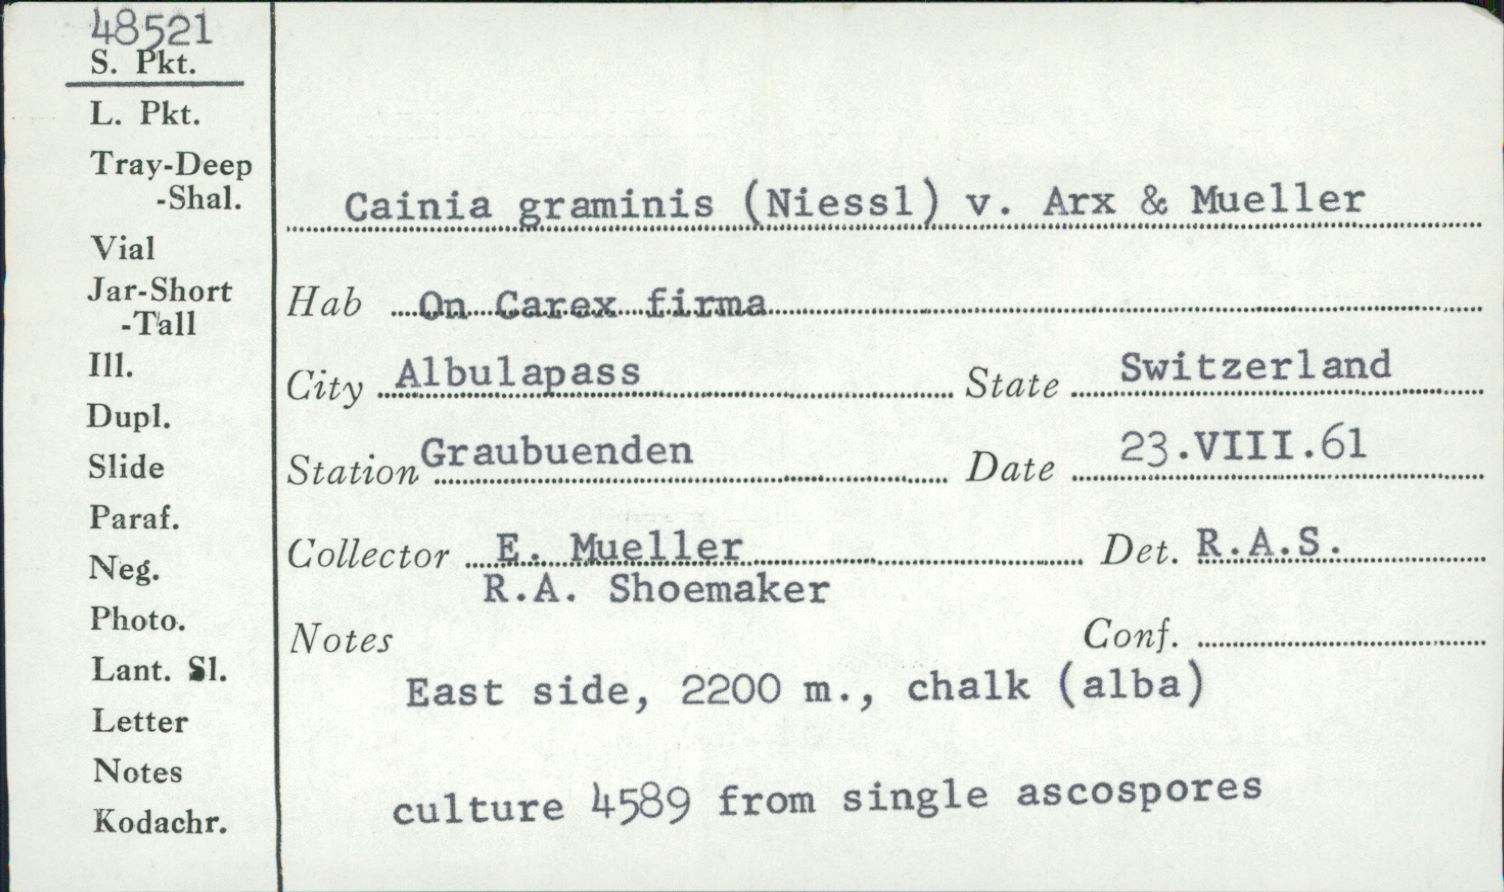 48521
S. Pkt.
L. Pkt.
Tray-Deep
-Shal.
Vial
Jar-Short
-Tall
Ill.
Dupl.
Slide
Paraf.
Neg.
Photo.
Lant. Sl.
Letter
Notes
Kodachr.
Cainia graminis (Niessl) v. Arx & Mueller
Hab On Carex firma
City Albulapass State Switzerland
Station Graubuenden Date 23.VIII.61
Collector E. Mueller Det. R.A.S.
R.A. Shoemaker
Notes Conf.
East side, 2200 m., chalk (alba)
culture 4589 from single ascospores